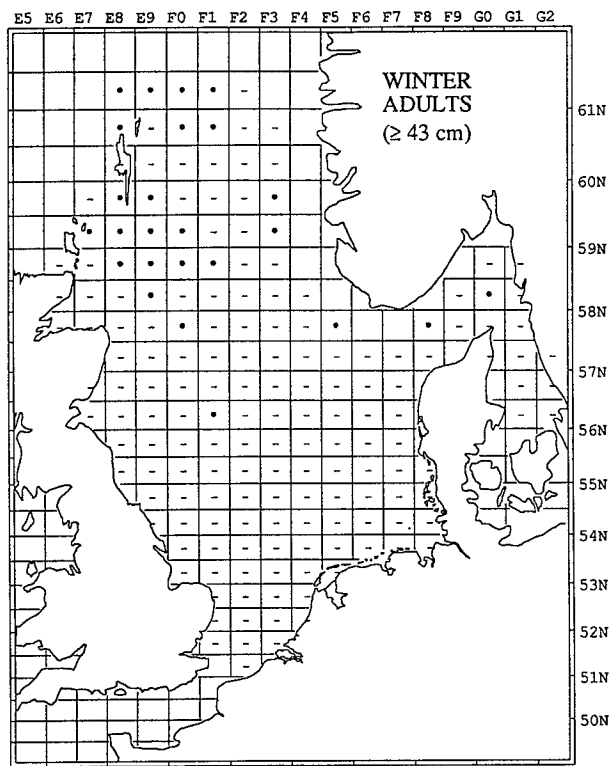 E5 E6 E7 E8 E9 F0 F1 F2 F3 F4 F5 F6 F7 F8 F9 G0 G1 G2
WINTER
ADULTS
(≥ 43 cm)
61N
60N
59N
58N
57N
56N
55N
54N
53N
52N
51N
50N